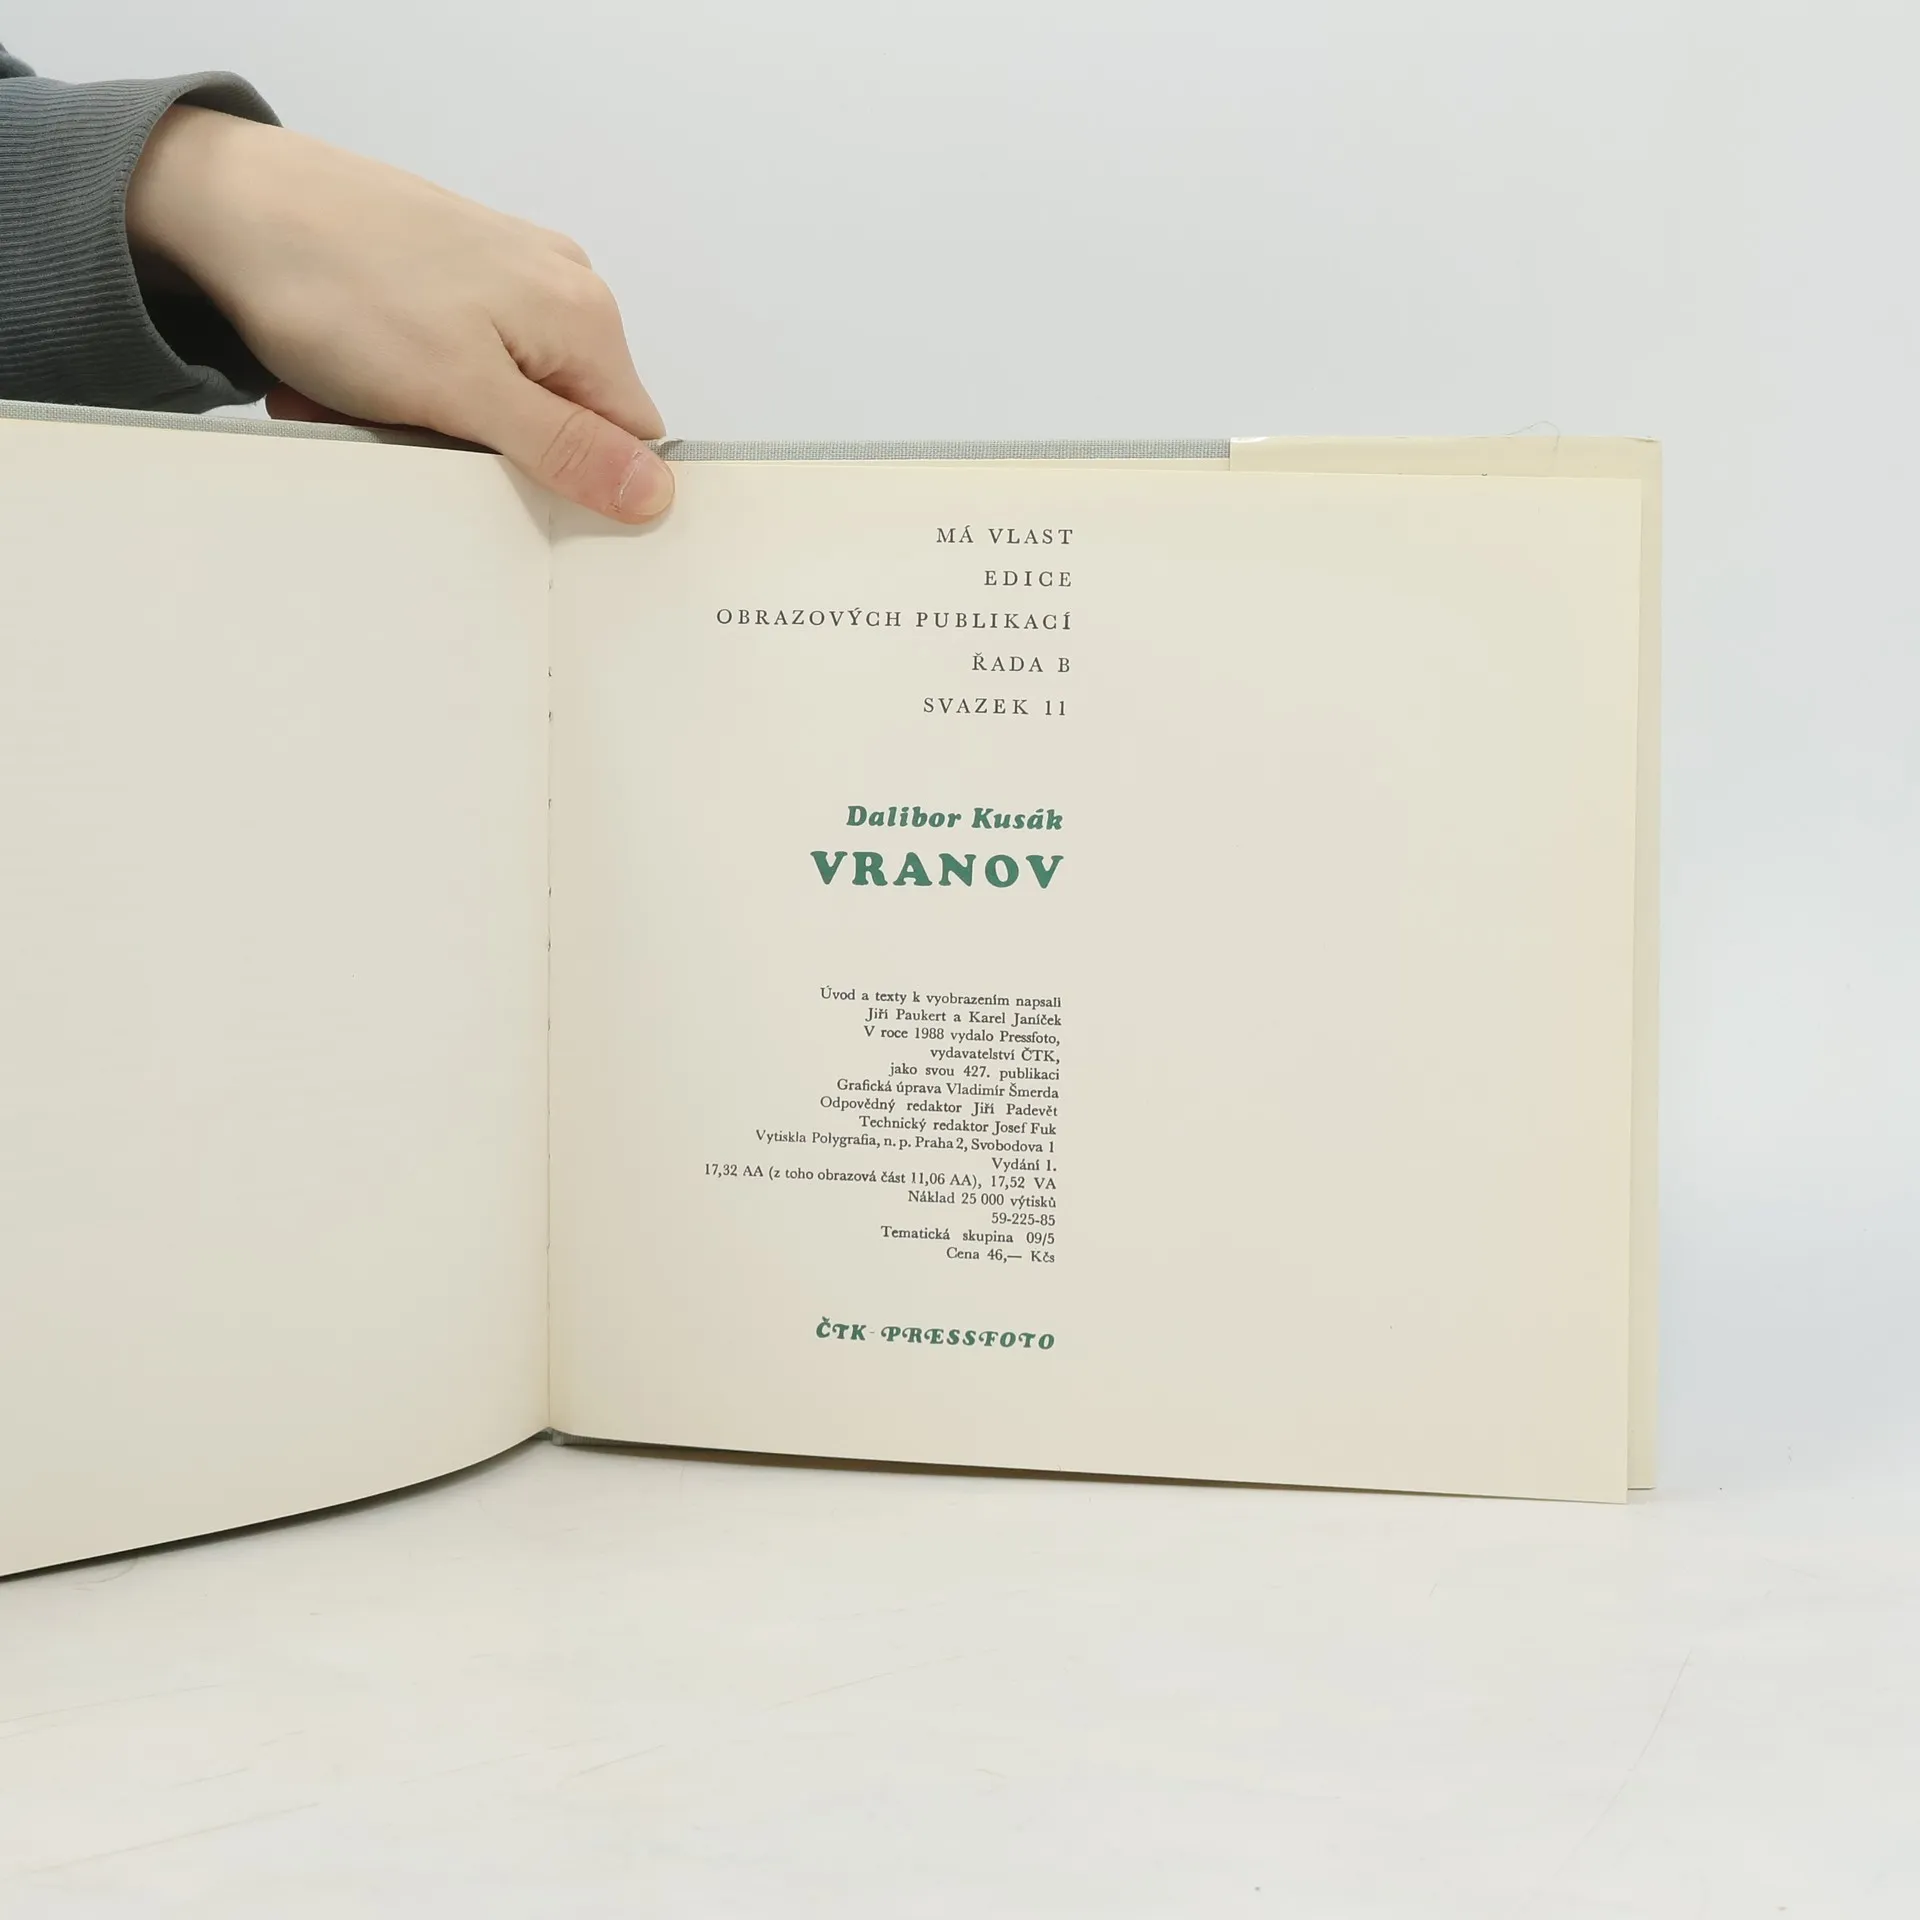 MÁ VLAST
EDICE
OBRAZOVÝCH PUBLIKACÍ
ŘADA B
SVAZEK 11
Dalibor Kusák
VRANOV
Úvod a texty k vyobrazením napsali
Jiří Paukert a Karel Janíček
V roce 1988 vydalo Pressfoto,
vydavatelství ČTK,
jako svou 427. publikaci
Grafická úprava Vladimír Šmerda
Odpovědný redaktor Jiří Padevět
Technický redaktor Josef Fuk
Vytiskla Polygrafia, n. p. Praha 2, Svobodova 1
Vydání 1.
17,32 AA (z toho obrazová část 11,06 AA), 17,52 VA
Náklad 25 000 výtisků
59-225-85
Tematická skupina 09/5
Cena 46,— Kčs
ČTK-PRESSFOTO